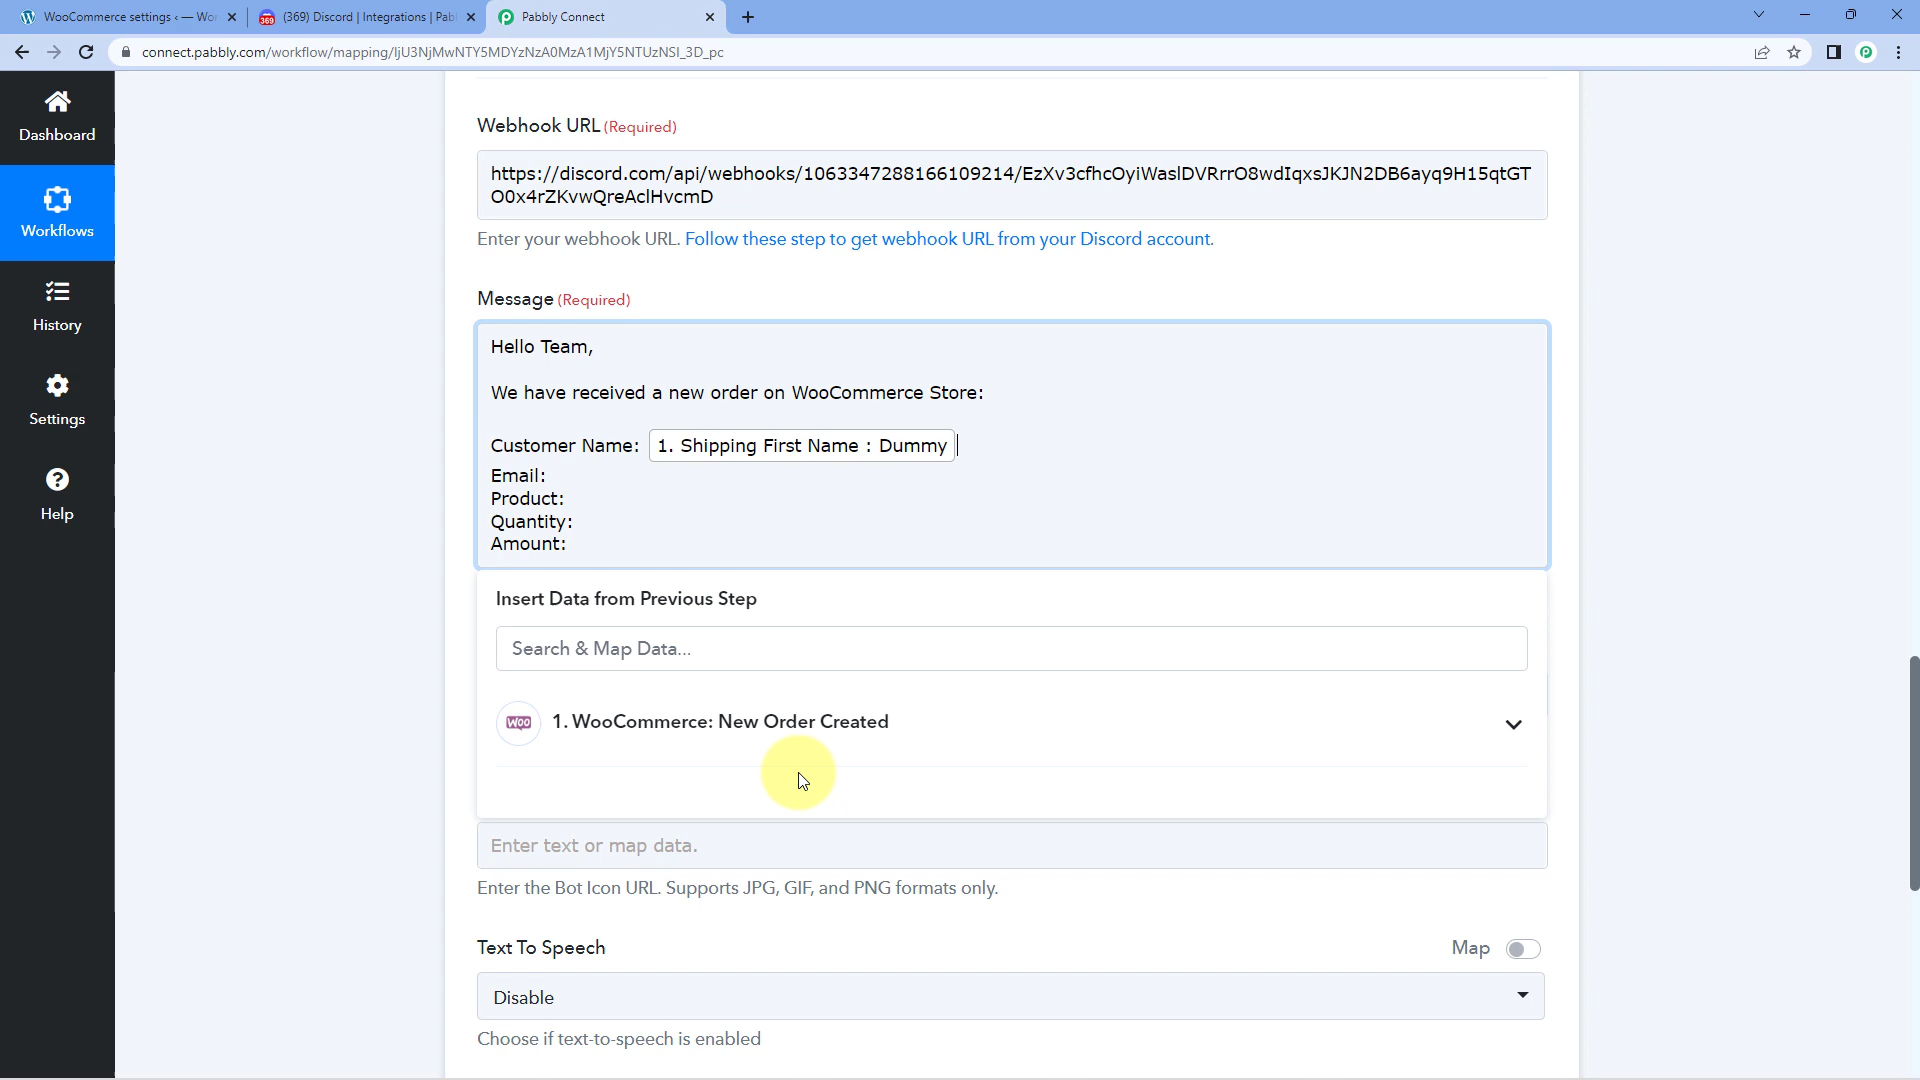 WooCommerce settings ‹ — Wor
(369) Discord | Integrations | Pabl
Pabbly Connect
connect.pabbly.com/workflow/mapping/IjU3NjMwNTY5MDYzNzA0MzA1MjY5NTUzNSI_3D_pc
Dashboard
Workflows
History
Settings
Help
Webhook URL (Required)
https://discord.com/api/webhooks/1063347288166109214/EzXv3cfhcOyiWaslDVRrrO8wdIqxsJKJN2DB6ayq9H15qtGT
O0x4rZKvwQreAclHvcmD
Enter your webhook URL. Follow these step to get webhook URL from your Discord account.
Message (Required)
Hello Team,
We have received a new order on WooCommerce Store:
Customer Name: 1. Shipping First Name : Dummy
Email:
Product:
Quantity:
Amount:
Insert Data from Previous Step
Search & Map Data...
Woo 1. WooCommerce: New Order Created
Enter text or map data.
Enter the Bot Icon URL. Supports JPG, GIF, and PNG formats only.
Text To Speech
Map
Disable
Choose if text-to-speech is enabled